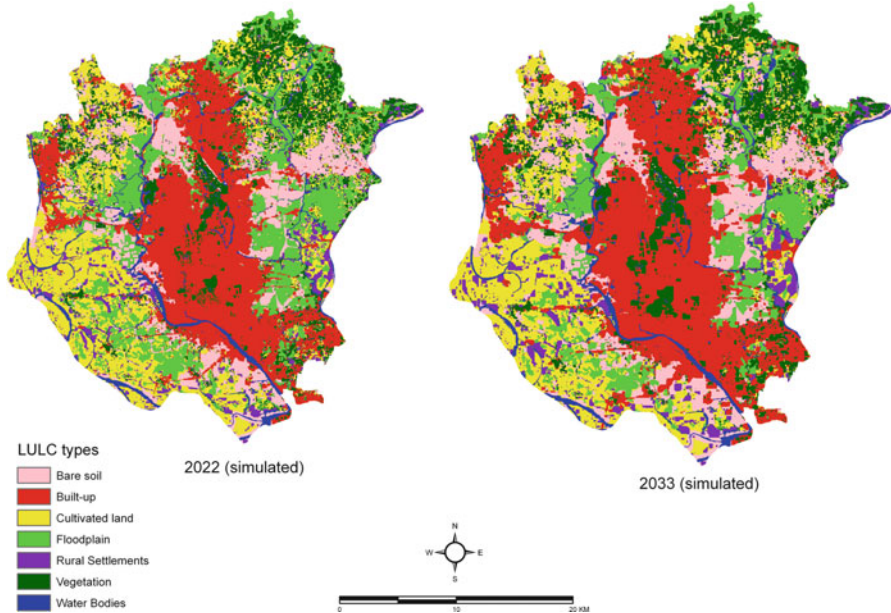 2022 (simulated)
2033 (simulated)
LULC types
Bare soil
Built-up
Cultivated land
Floodplain
Rural Settlements
Vegetation
Water Bodies
N
W E
S
0 10 20 KM